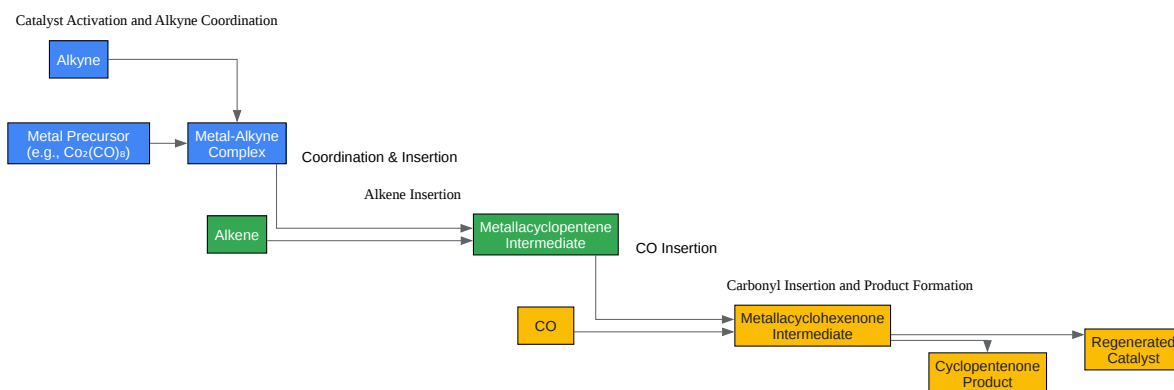 Catalyst Activation and Alkyne Coordination
Alkyne
Metal Precursor
(e.g., Co₂(CO)₈)
Metal-Alkyne
Complex
Coordination & Insertion
Alkene Insertion
Alkene
Metallacyclopentene
Intermediate
CO Insertion
Carbonyl Insertion and Product Formation
CO
Metallacyclohexenone
Intermediate
Regenerated
Catalyst
Cyclopentenone
Product